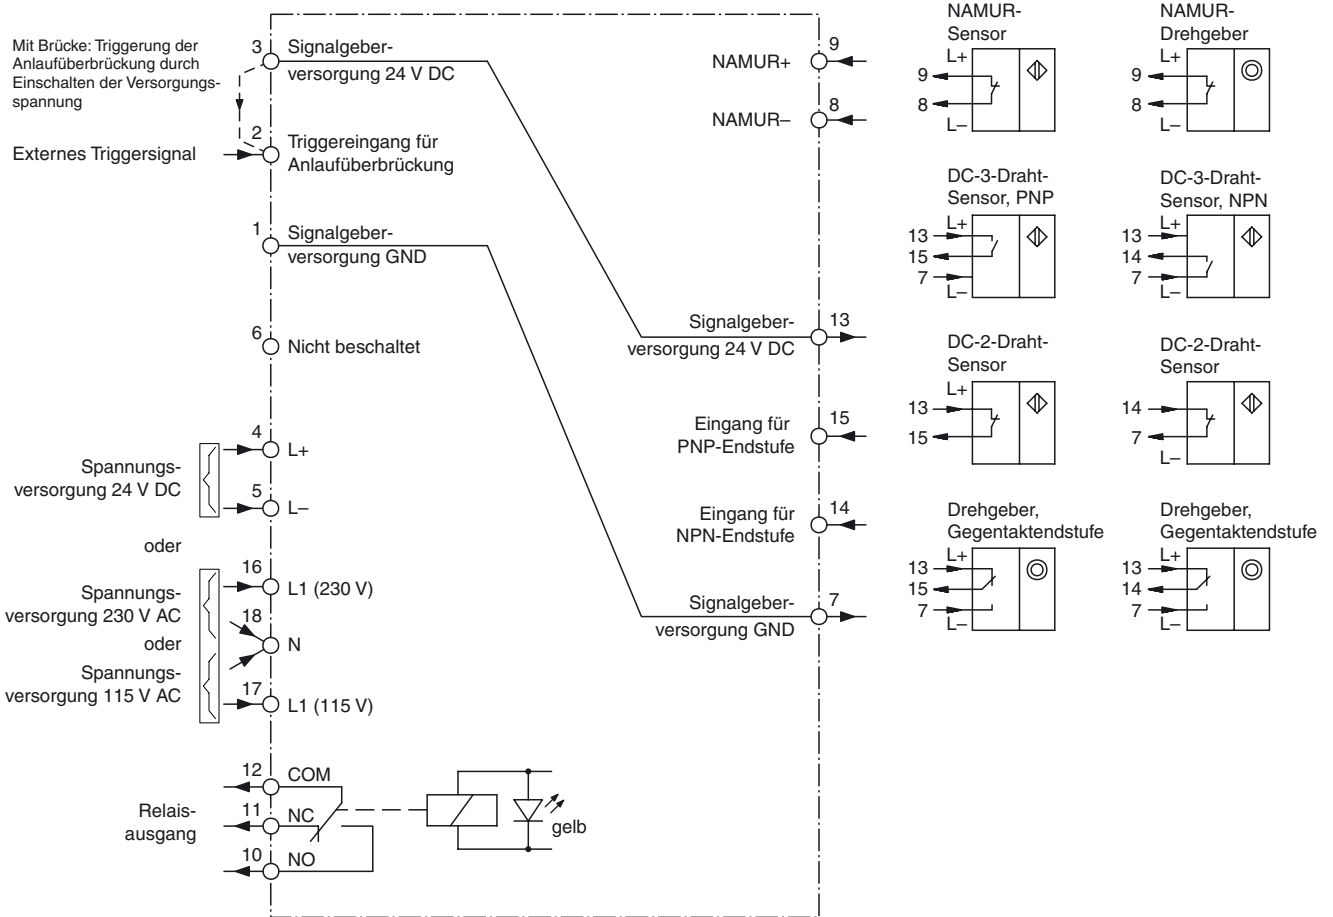 Mit Brücke: Triggerung der
Anlaufüberbrückung durch
Einschalten der Versorgungs-
spannung
3
Signalgeber-
versorgung 24 V DC
2
Externes Triggersignal
Triggereingang für
Anlaufüberbrückung
1
Signalgeber-
versorgung GND
6
Nicht beschaltet
4
L+
Spannungs-
versorgung 24 V DC
5
L–
oder
16
L1 (230 V)
Spannungs-
versorgung 230 V AC
18
N
oder
Spannungs-
versorgung 115 V AC
17
L1 (115 V)
12
COM
Relais-
ausgang
11
NC
10
NO
gelb
NAMUR+
9
NAMUR–
8
Signalgeber-
versorgung 24 V DC
13
Eingang für
PNP-Endstufe
15
Eingang für
NPN-Endstufe
14
Signalgeber-
versorgung GND
7
NAMUR-
Sensor
L+
9
8
L–
NAMUR-
Drehgeber
L+
9
8
L–
DC-3-Draht-
Sensor, PNP
L+
13
15
7
L–
DC-3-Draht-
Sensor, NPN
L+
13
14
7
L–
DC-2-Draht-
Sensor
L+
13
15
DC-2-Draht-
Sensor
14
7
L–
Drehgeber,
Gegentaktendstufe
L+
13
15
7
L–
Drehgeber,
Gegentaktendstufe
L+
13
14
7
L–